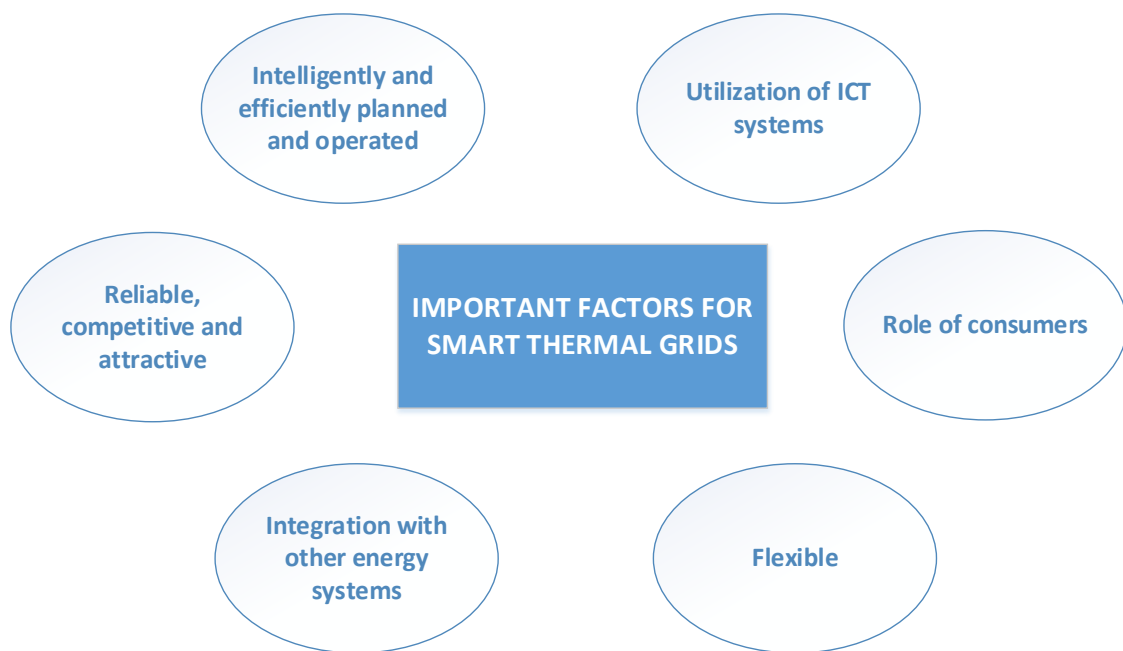 Intelligently and
efficiently planned
and operated
Utilization of ICT
systems
Reliable,
competitive and
attractive
IMPORTANT FACTORS FOR
SMART THERMAL GRIDS
Role of consumers
Integration with
other energy
systems
Flexible